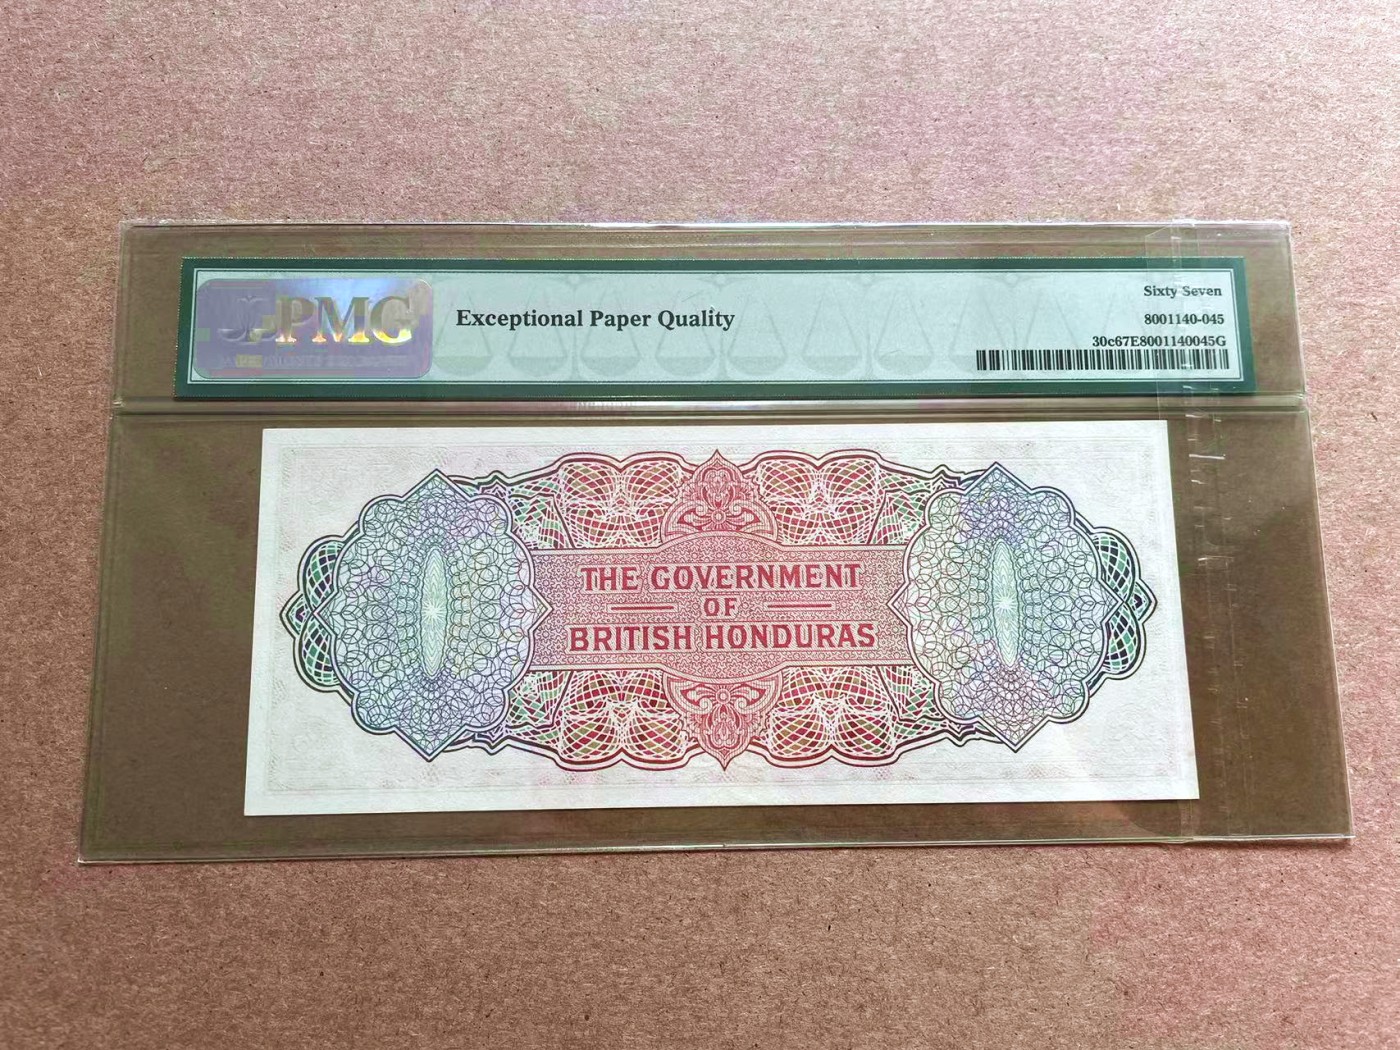 PMG
Exceptional Paper Quality
Sixty Seven
8001140-045
30c67E8001140045G
THE GOVERNMENT
OF
BRITISH HONDURAS